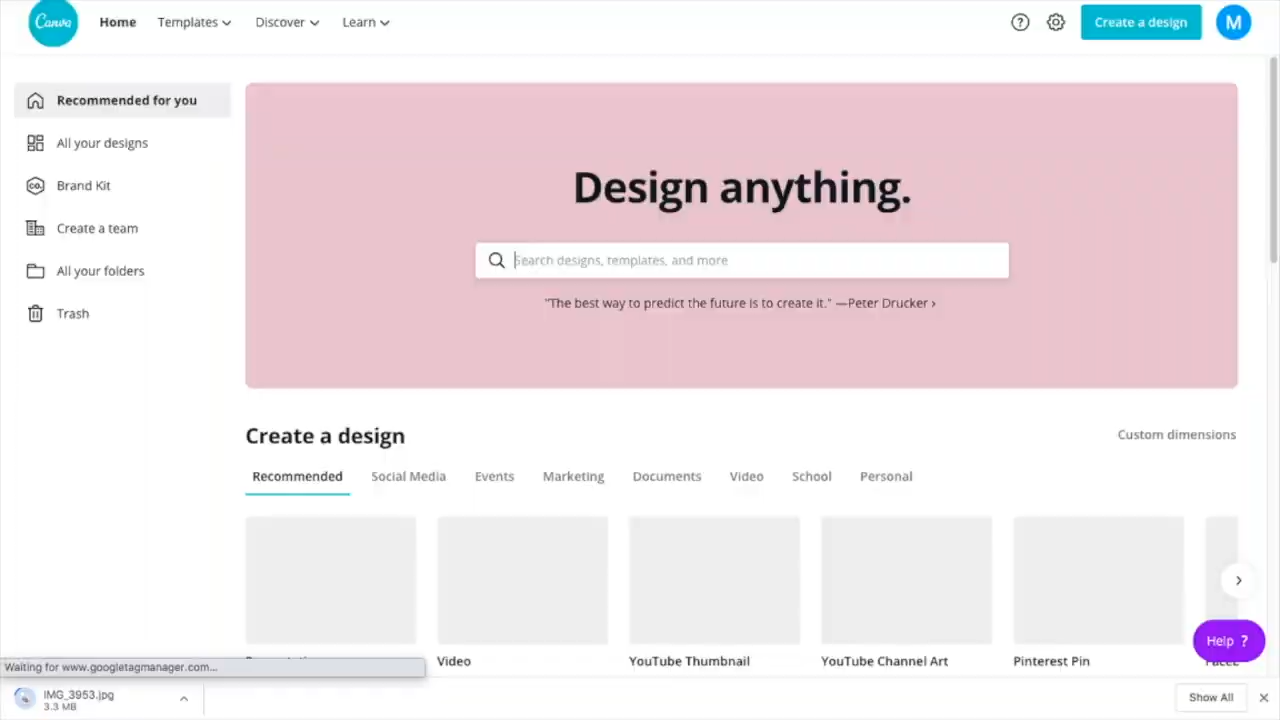 Canva Home Templates Discover Learn ? Create a design M
Recommended for you
All your designs
CO. Brand Kit
Create a team
All your folders
Trash
Design anything.
Search designs, templates, and more
"The best way to predict the future is to create it." —Peter Drucker ›
Create a design Custom dimensions
Recommended Social Media Events Marketing Documents Video School Personal
Help ?
Video YouTube Thumbnail YouTube Channel Art Pinterest Pin
Waiting for www.googletagmanager.com...
IMG_3953.jpg
3.3 MB
Show All